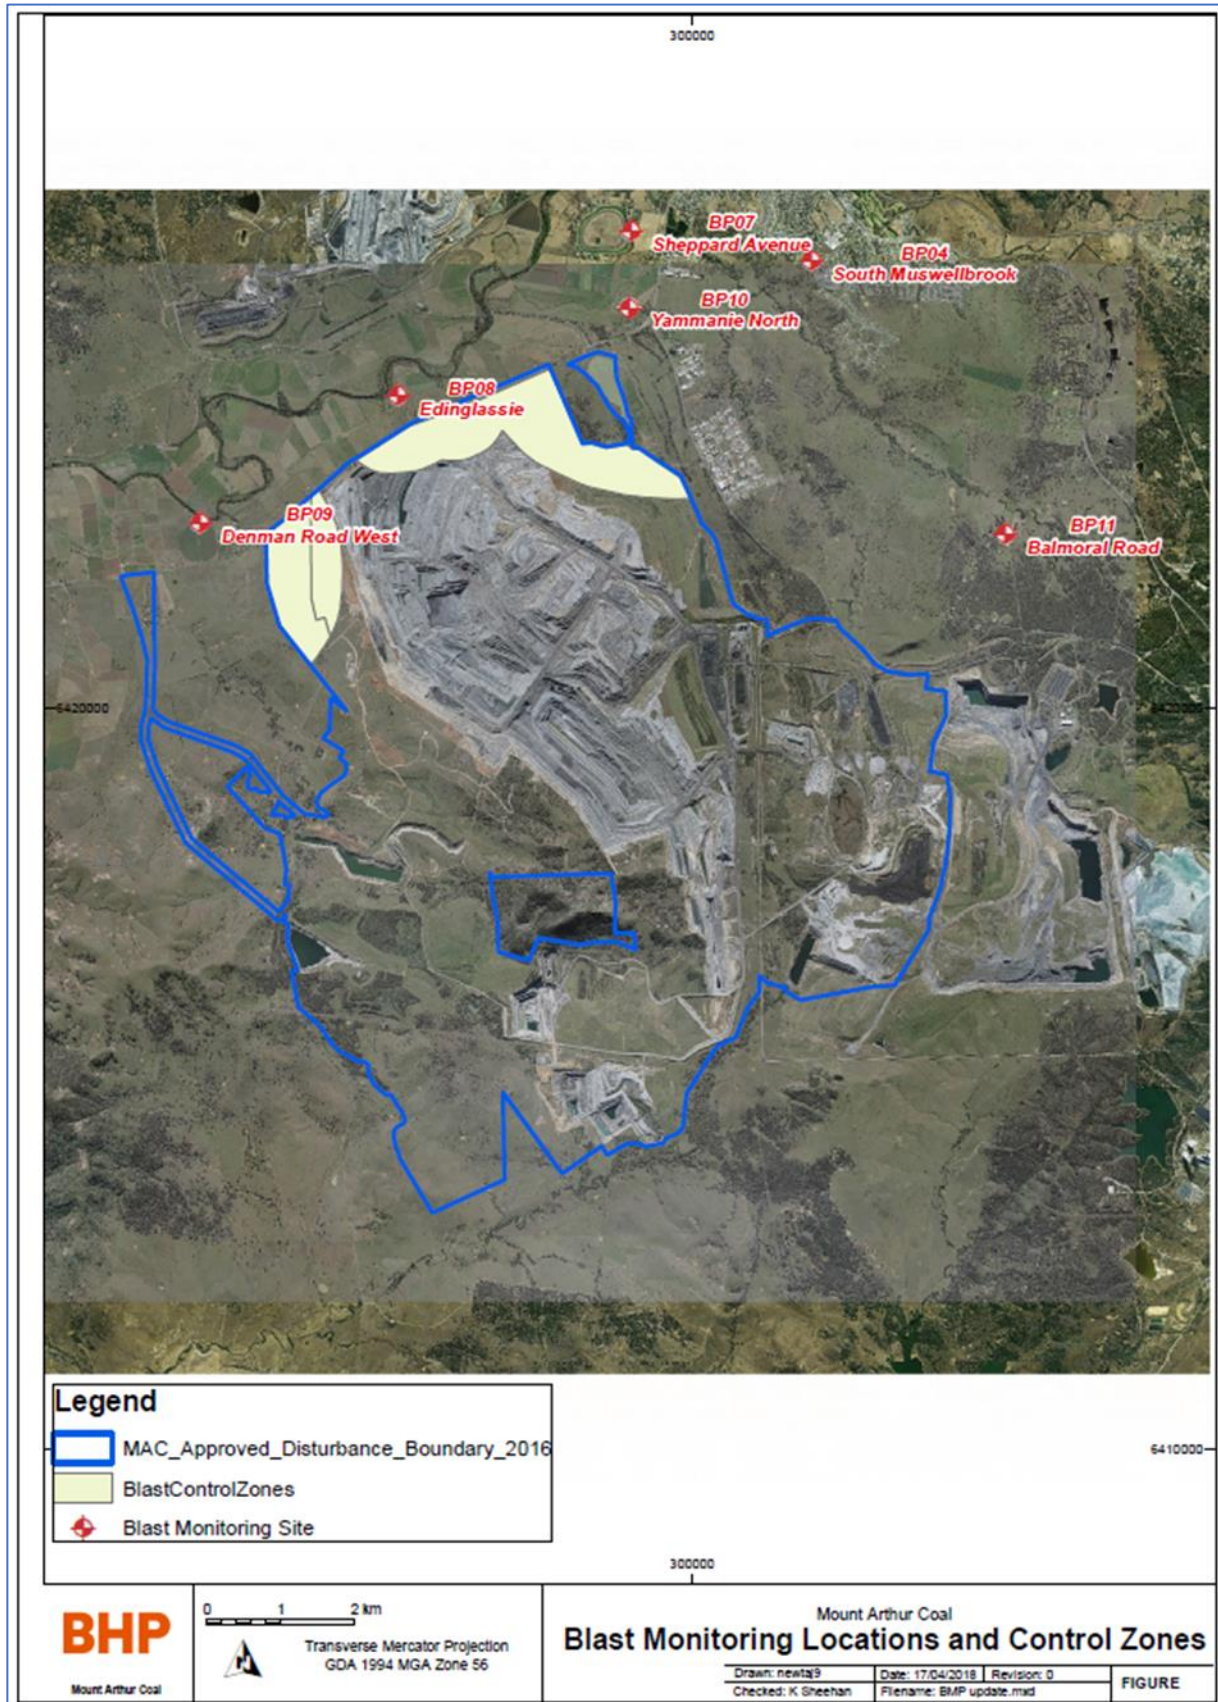 300000
BP07
Sheppard Avenue
BP04
South Muswellbrook
BP10
Yammanie North
BP08
Edinglassie
BP09
Denman Road West
BP11
Balmoral Road
6420000
6420000
Legend
MAC_Approved_Disturbance_Boundary_2016
BlastControlZones
Blast Monitoring Site
6410000
300000
BHP
Mount Arthur Coal
0 1 2 km
Transverse Mercator Projection
GDA 1994 MGA Zone 56
Mount Arthur Coal
Blast Monitoring Locations and Control Zones
Drawn: newtaj9 Date: 17/04/2018 Revision: 0
Checked: K Sheehan Filename: BMP update.mxd
FIGURE